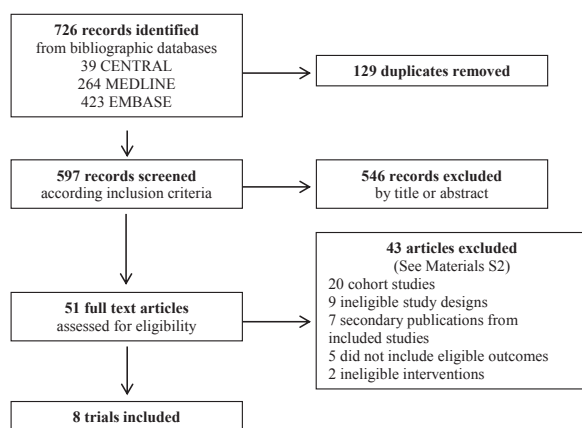 726 records identified
from bibliographic databases
39 CENTRAL
264 MEDLINE
423 EMBASE
129 duplicates removed
597 records screened
according inclusion criteria
546 records excluded
by title or abstract
51 full text articles
assessed for eligibility
43 articles excluded
(See Materials S2)
20 cohort studies
9 ineligible study designs
7 secondary publications from
included studies
5 did not include eligible outcomes
2 ineligible interventions
8 trials included